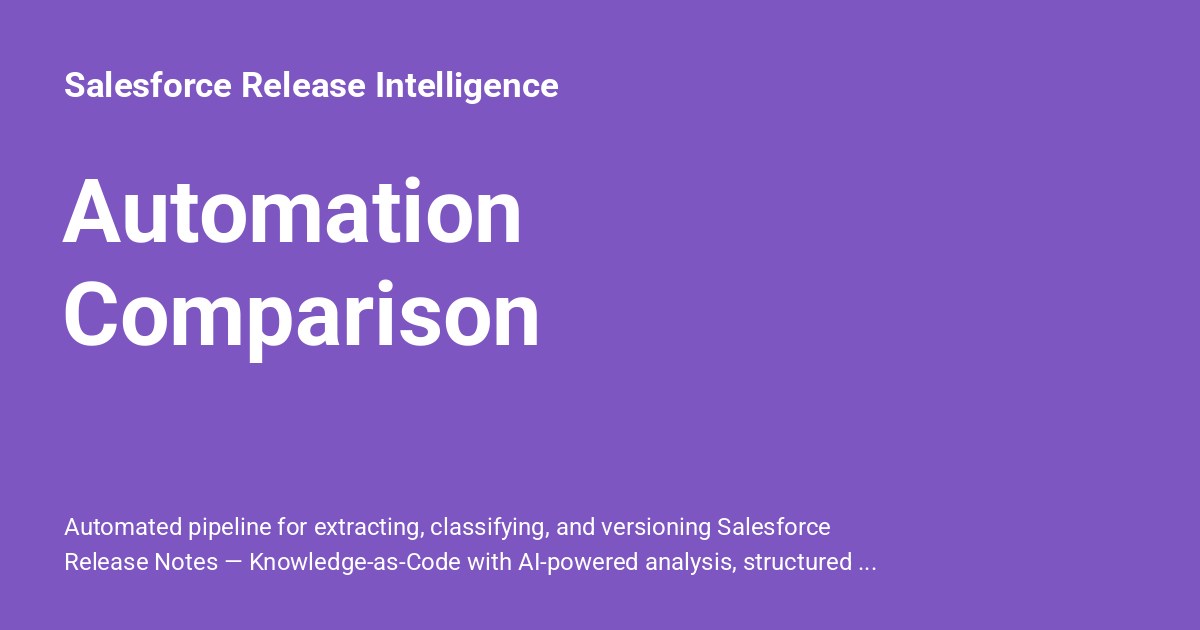 Salesforce Release Intelligence
Automation
Comparison
Automated pipeline for extracting, classifying, and versioning Salesforce
Release Notes — Knowledge-as-Code with AI-powered analysis, structured ...